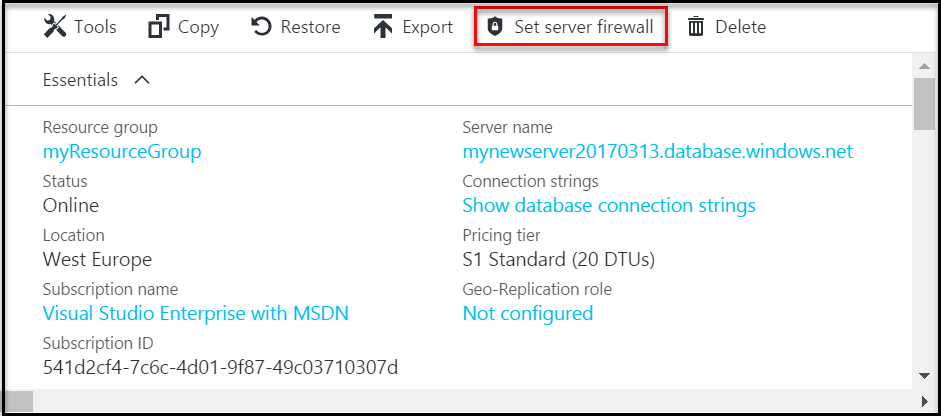 Tools Copy Restore Export Set server firewall Delete
Essentials
Resource group Server name
myResourceGroup mynewserver20170313.database.windows.net
Status Connection strings
Online Show database connection strings
Location Pricing tier
West Europe S1 Standard (20 DTUs)
Subscription name Geo-Replication role
Visual Studio Enterprise with MSDN Not configured
Subscription ID
541d2cf4-7c6c-4d01-9f87-49c03710307d